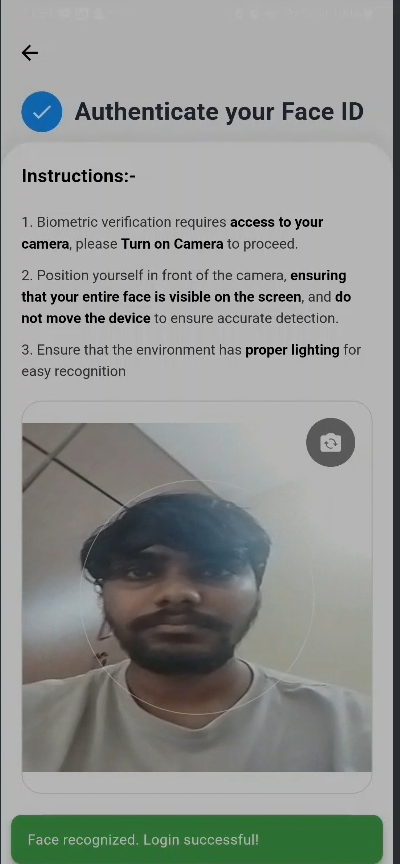 Authenticate your Face ID
Instructions:-
1. Biometric verification requires access to your
camera, please Turn on Camera to proceed.
2. Position yourself in front of the camera, ensuring
that your entire face is visible on the screen, and do
not move the device to ensure accurate detection.
3. Ensure that the environment has proper lighting for
easy recognition
Face recognized. Login successful!